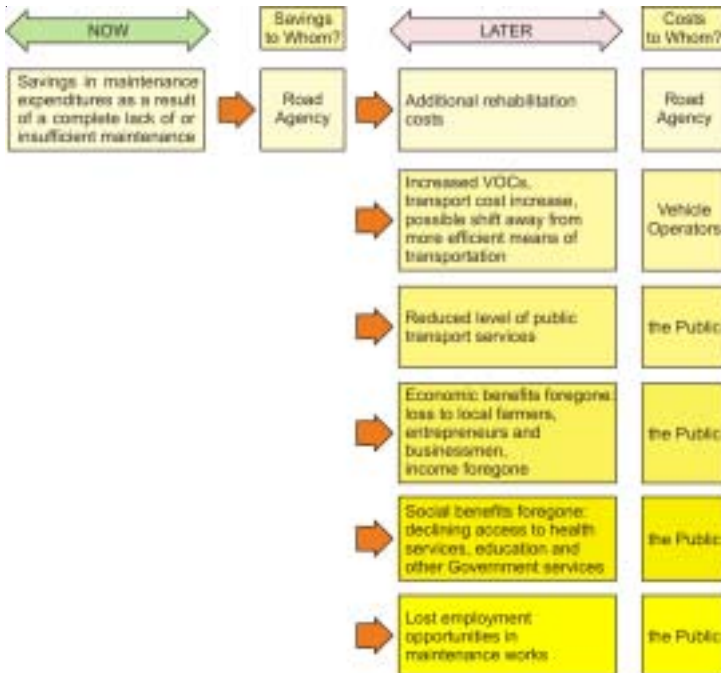 NOW
Savings
to Whom?
LATER
Costs
to Whom?
Savings in maintenance
expenditures as a result
of a complete lack of or
insufficient maintenance
Road
Agency
Additional rehabilitation
costs
Road
Agency
Increased VOCs,
transport cost increase,
possible shift away from
more efficient means of
transportation
Vehicle
Operators
Reduced level of public
transport services
the Public
Economic benefits foregone:
loss to local farmers,
entrepreneurs and
businessmen,
income foregone
the Public
Social benefits foregone:
declining access to health
services, education and
other Government services
the Public
Lost employment
opportunities in
maintenance works
the Public